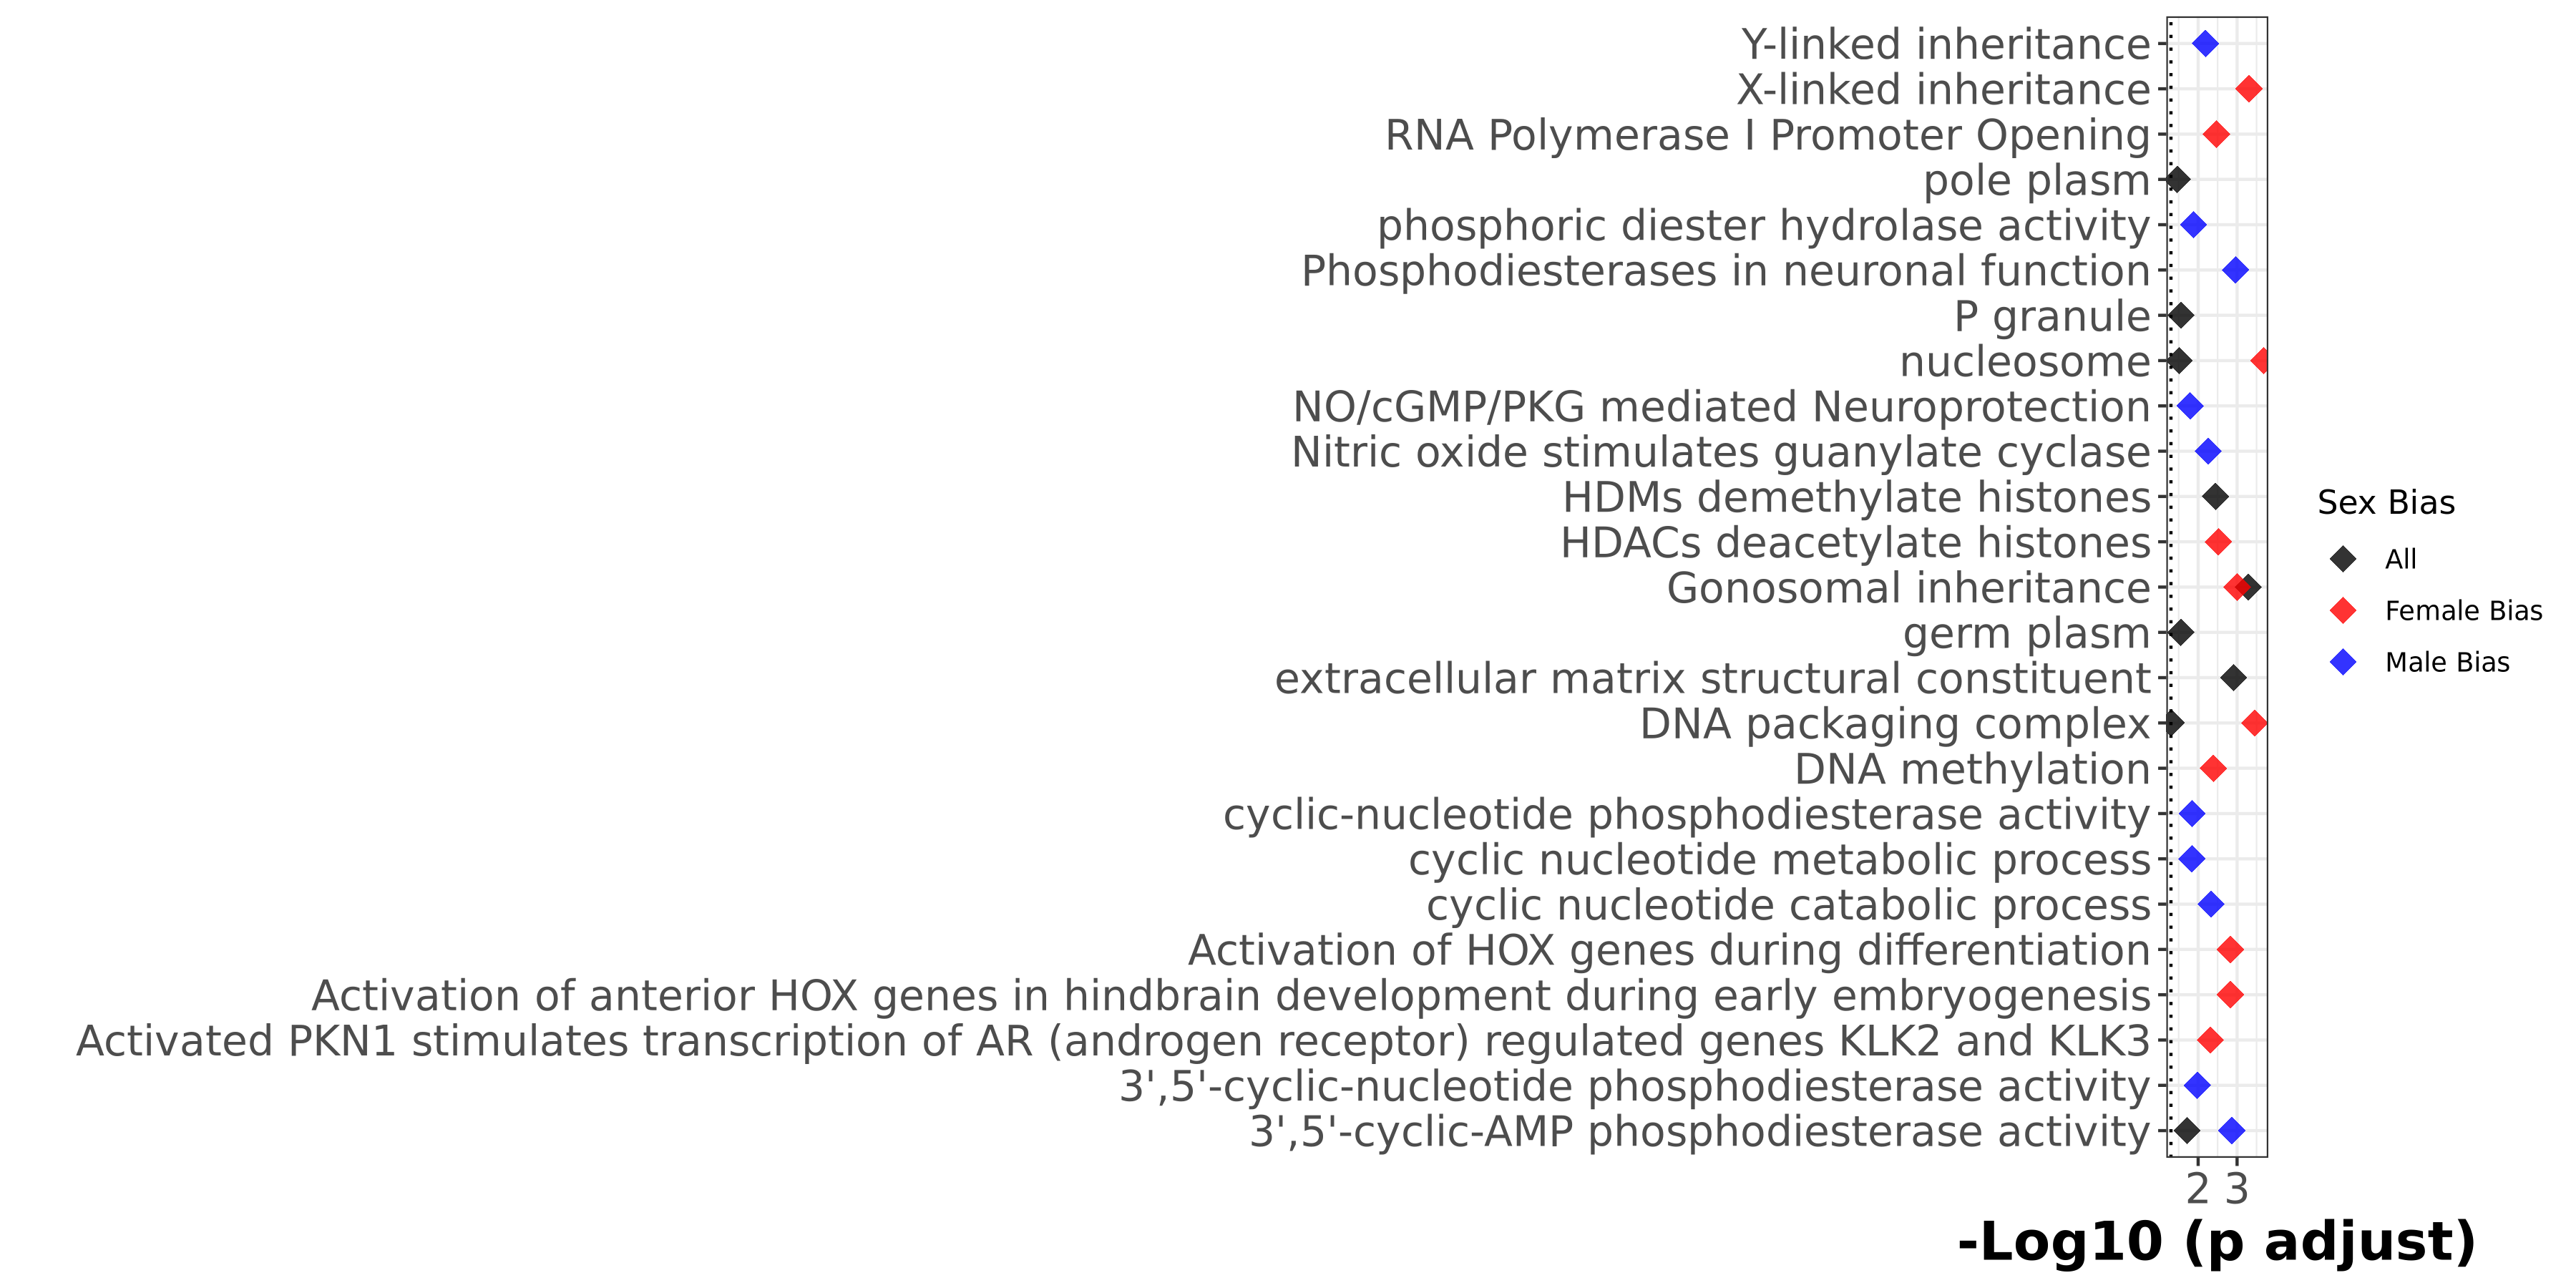 Y-linked inheritance
X-linked inheritance
RNA Polymerase I Promoter Opening
pole plasm
phosphoric diester hydrolase activity
Phosphodiesterases in neuronal function
P granule
nucleosome
NO/cGMP/PKG mediated Neuroprotection
Nitric oxide stimulates guanylate cyclase
HDMs demethylate histones
HDACs deacetylate histones
Gonosomal inheritance
germ plasm
extracellular matrix structural constituent
DNA packaging complex
DNA methylation
cyclic-nucleotide phosphodiesterase activity
cyclic nucleotide metabolic process
cyclic nucleotide catabolic process
Activation of HOX genes during differentiation
Activation of anterior HOX genes in hindbrain development during early embryogenesis
Activated PKN1 stimulates transcription of AR (androgen receptor) regulated genes KLK2 and KLK3
3',5'-cyclic-nucleotide phosphodiesterase activity
3',5'-cyclic-AMP phosphodiesterase activity
2 3
-Log10 (p adjust)
Sex Bias
All
Female Bias
Male Bias